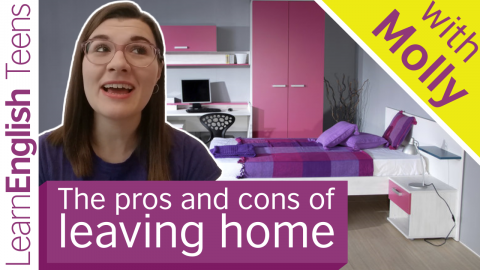 LearnEnglish Teens
with
Molly
The pros and cons of
leaving home